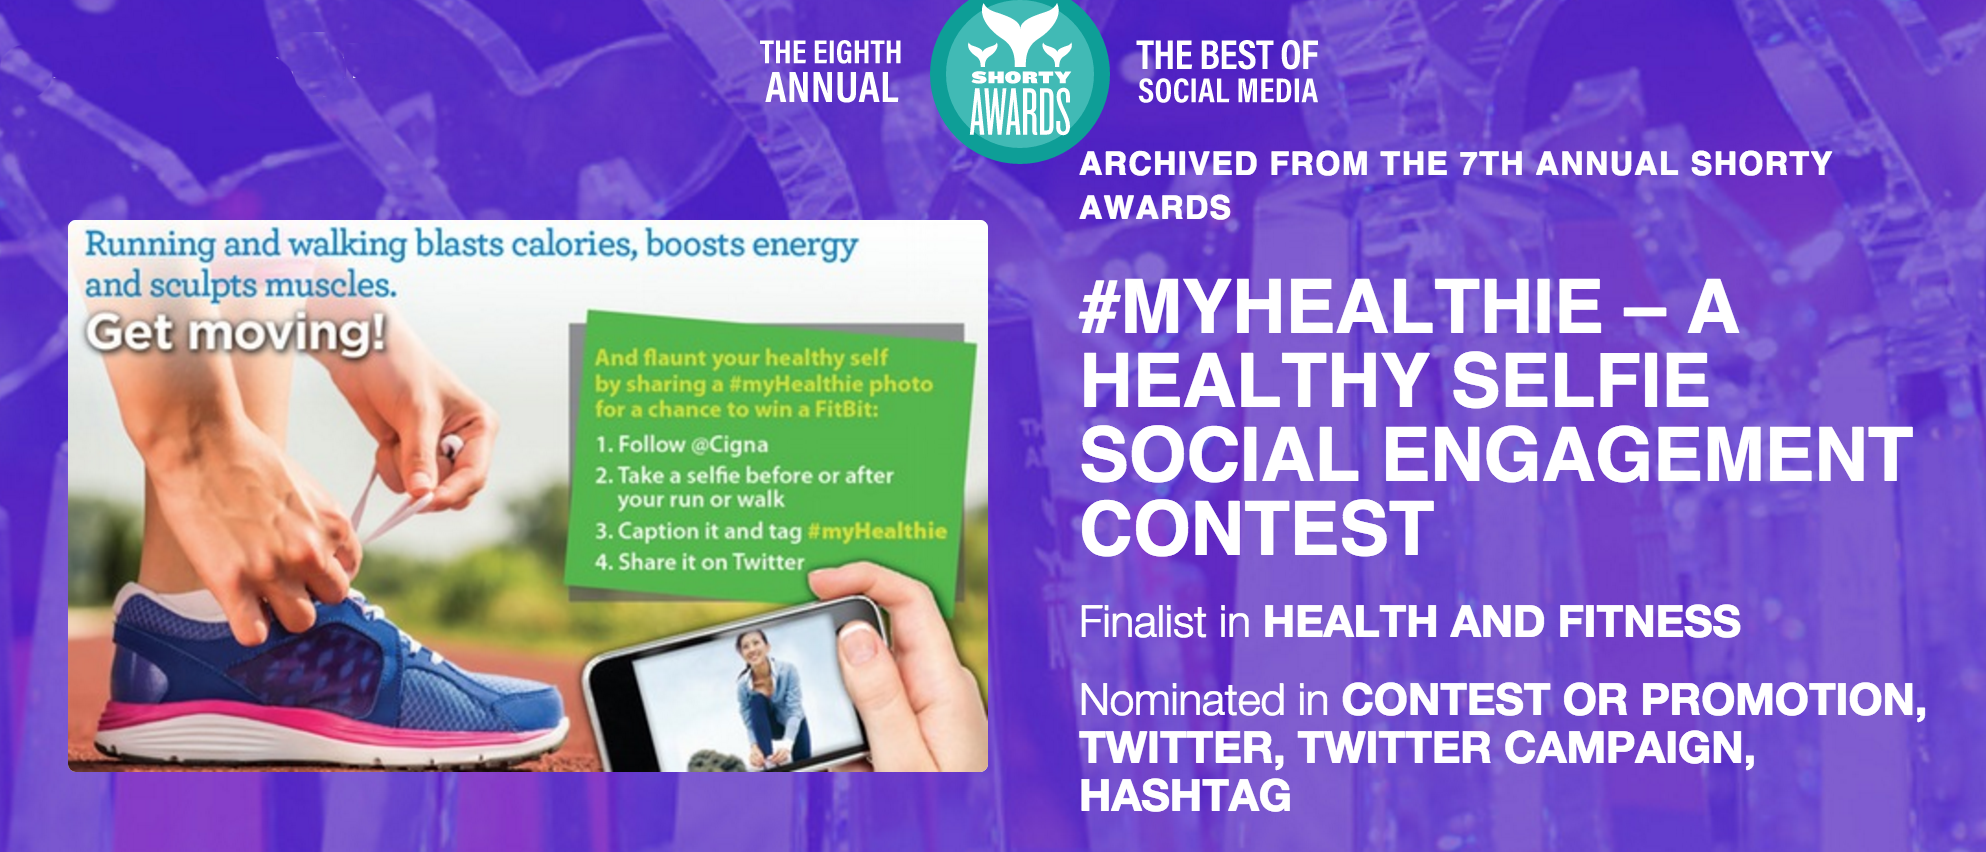 THE EIGHTH
ANNUAL
SHORTY
AWARDS
THE BEST OF
SOCIAL MEDIA
ARCHIVED FROM THE 7TH ANNUAL SHORTY
AWARDS
Running and walking blasts calories, boosts energy
and sculpts muscles.
Get moving!
And flaunt your healthy self
by sharing a #myHealthie photo
for a chance to win a FitBit:
1. Follow @Cigna
2. Take a selfie before or after
your run or walk
3. Caption it and tag #myHealthie
4. Share it on Twitter
#MYHEALTHIE – A
HEALTHY SELFIE
SOCIAL ENGAGEMENT
CONTEST
Finalist in HEALTH AND FITNESS
Nominated in CONTEST OR PROMOTION,
TWITTER, TWITTER CAMPAIGN,
HASHTAG